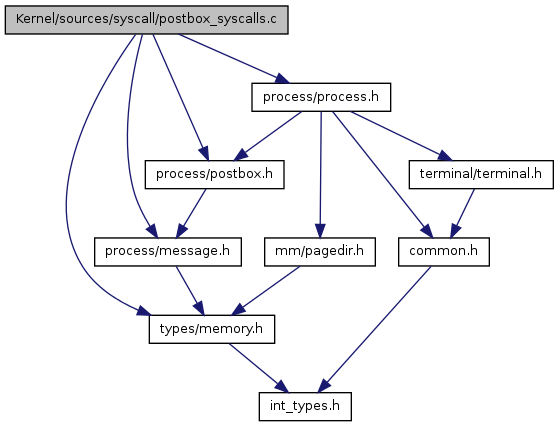 Kernel/sources/syscall/postbox_syscalls.c
process/process.h
process/postbox.h
terminal/terminal.h
process/message.h
mm/pagedir.h
common.h
types/memory.h
int_types.h